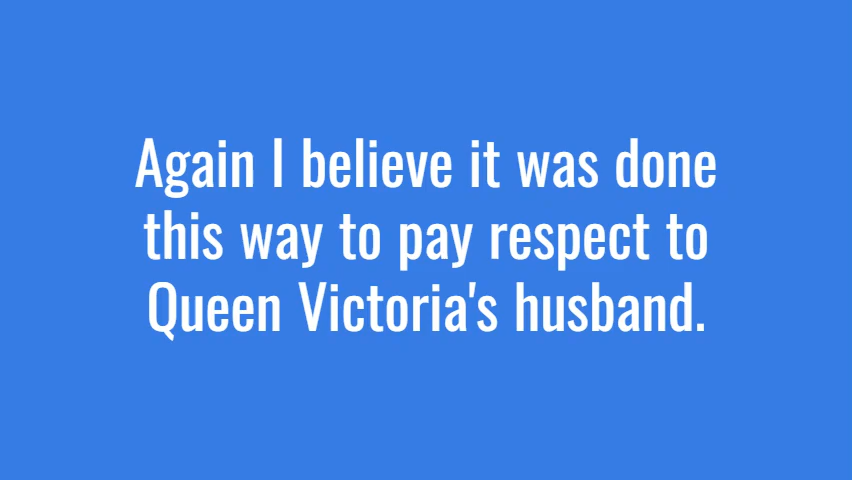 Again I believe it was done
this way to pay respect to
Queen Victoria's husband.